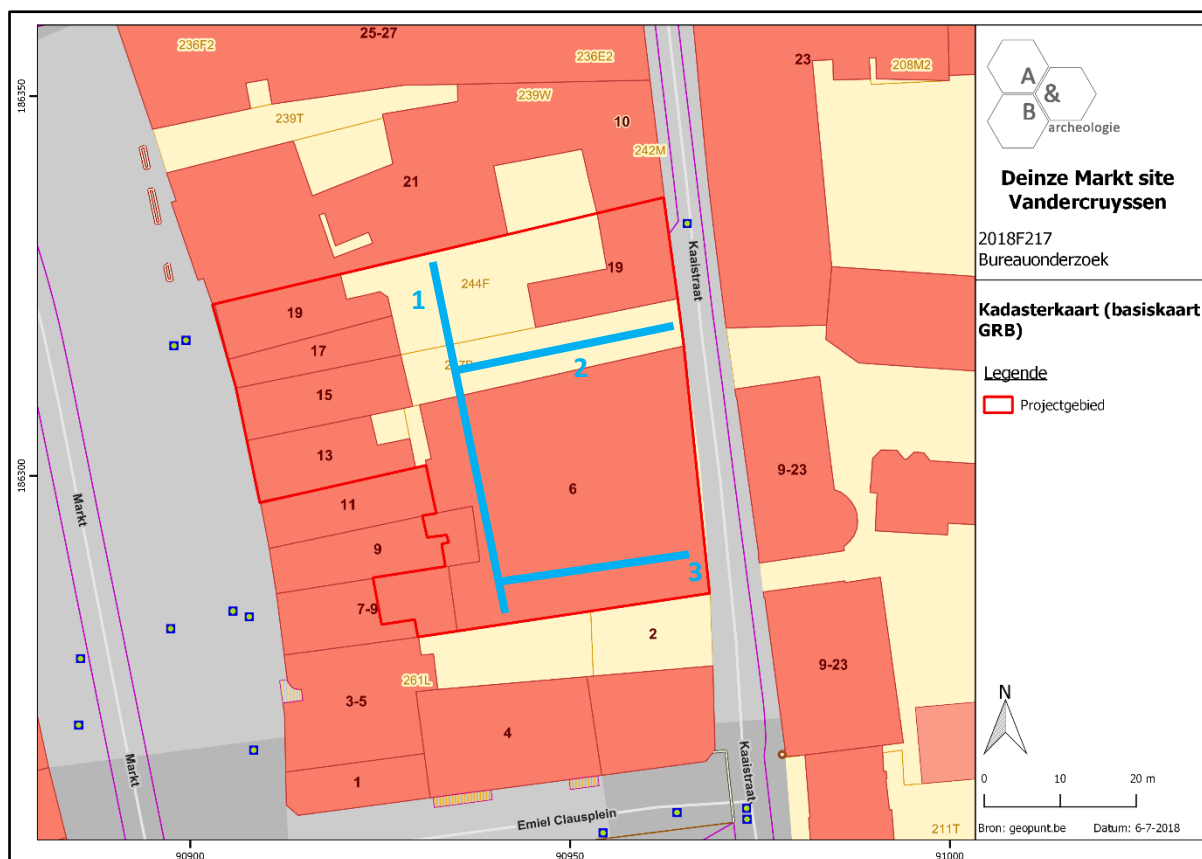 25-27
236F2
236E2
23
208M2
239W
239T
10
242M
21
186350
Kaaistraat
19
244F
1
19
17
2
15
13
9-23
186300
11
6
Markt
9
3
7-9
2
9-23
261L
3-5
4
1
Markt
Kaaistraat
Emiel Clausplein
211T
90900
90950
91000
A
&
B
archeologie
Deinze Markt site
Vandercruyssen
2018F217
Bureauonderzoek
Kadasterkaart (basiskaart
GRB)
Legende
Projectgebied
N
0 10 20 m
Bron: geopunt.be Datum: 6-7-2018